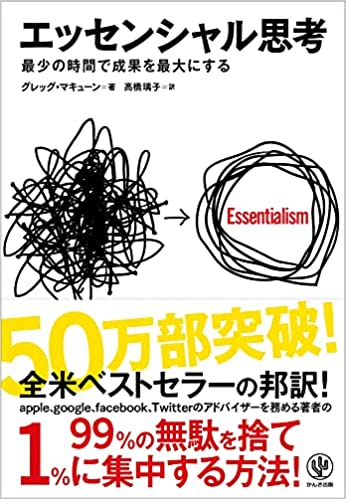 エッセンシャル思考
最少の時間で成果を最大にする
グレッグ・マキューン=著 高橋璃子=訳
Essentialism
50万部突破!
全米ベストセラーの邦訳!
apple、google、facebook、Twitterのアドバイザーを務める著者の
99%の無駄を捨て
1%に集中する方法!
かんき出版